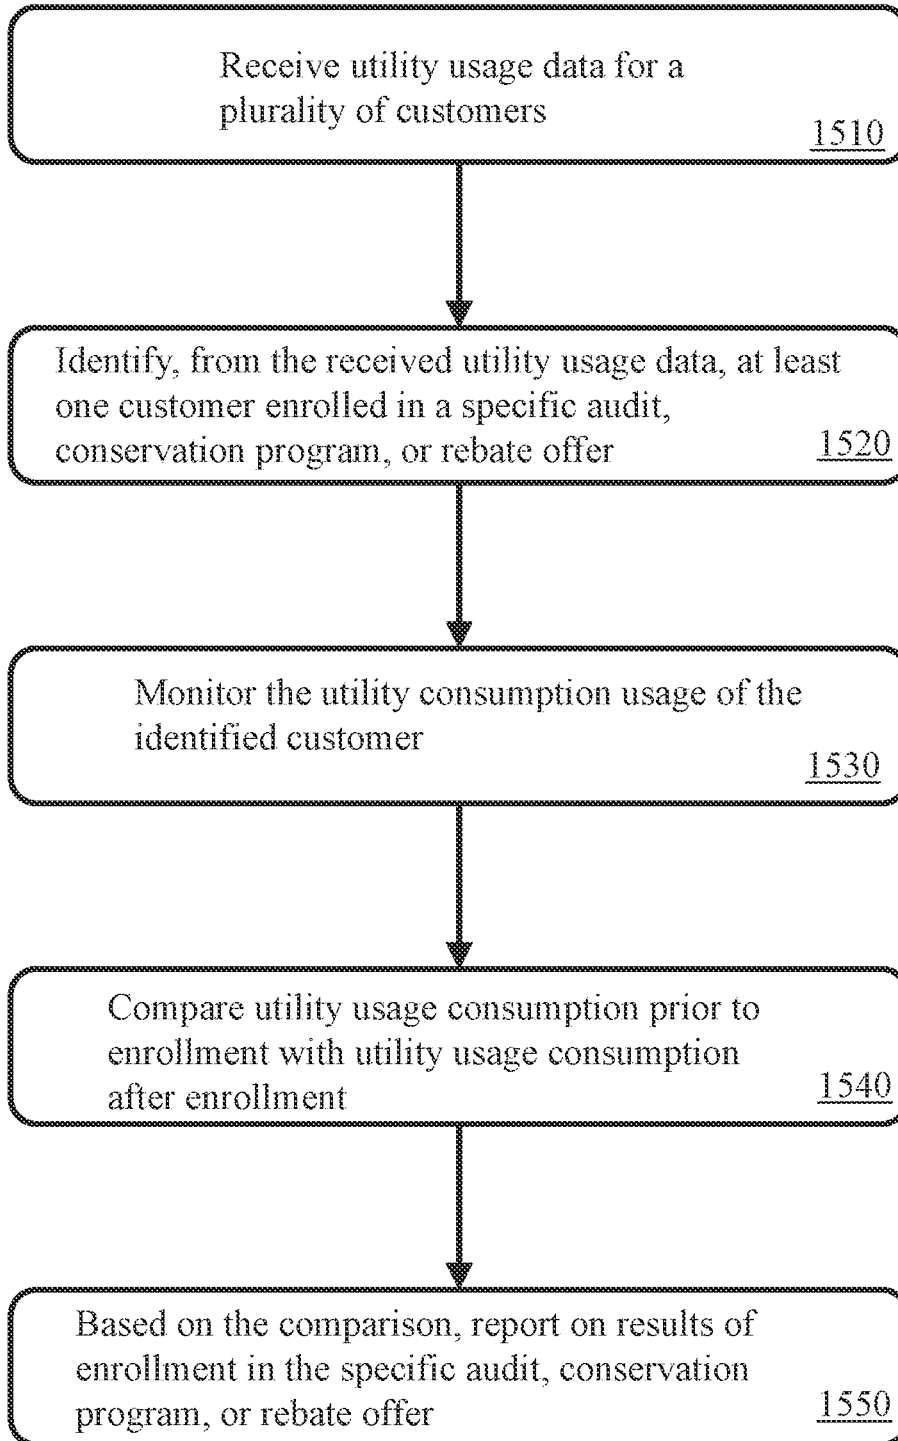 Receive utility usage data for a
plurality of customers
1510
Identify, from the received utility usage data, at least
one customer enrolled in a specific audit,
conservation program, or rebate offer
1520
Monitor the utility consumption usage of the
identified customer
1530
Compare utility usage consumption prior to
enrollment with utility usage consumption
after enrollment
1540
Based on the comparison, report on results of
enrollment in the specific audit, conservation
program, or rebate offer
1550